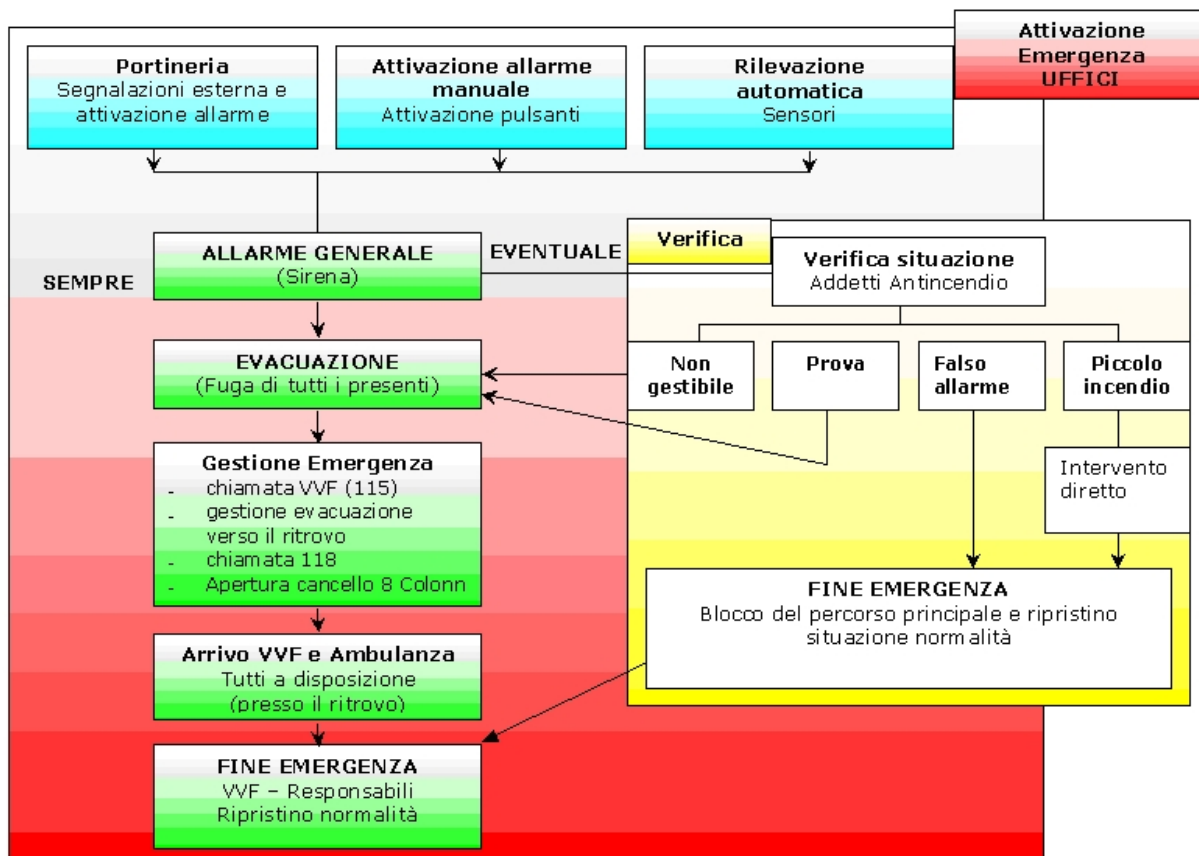 Attivazione
Emergenza
UFFICI
Portineria
Segnalazioni esterna e
attivazione allarme
Attivazione allarme
manuale
Attivazione pulsanti
Rilevazione
automatica
Sensori
SEMPRE
ALLARME GENERALE
(Sirena)
EVENTUALE
Verifica
Verifica situazione
Addetti Antincendio
EVACUAZIONE
(Fuga di tutti i presenti)
Non
gestibile
Prova
Falso
allarme
Piccolo
incendio
Gestione Emergenza
- chiamata VVF (115)
- gestione evacuazione
verso il ritrovo
- chiamata 118
- Apertura cancello 8 Colonn
Intervento
diretto
FINE EMERGENZA
Blocco del percorso principale e ripristino
situazione normalità
Arrivo VVF e Ambulanza
Tutti a disposizione
(presso il ritrovo)
FINE EMERGENZA
VVF – Responsabili
Ripristino normalità